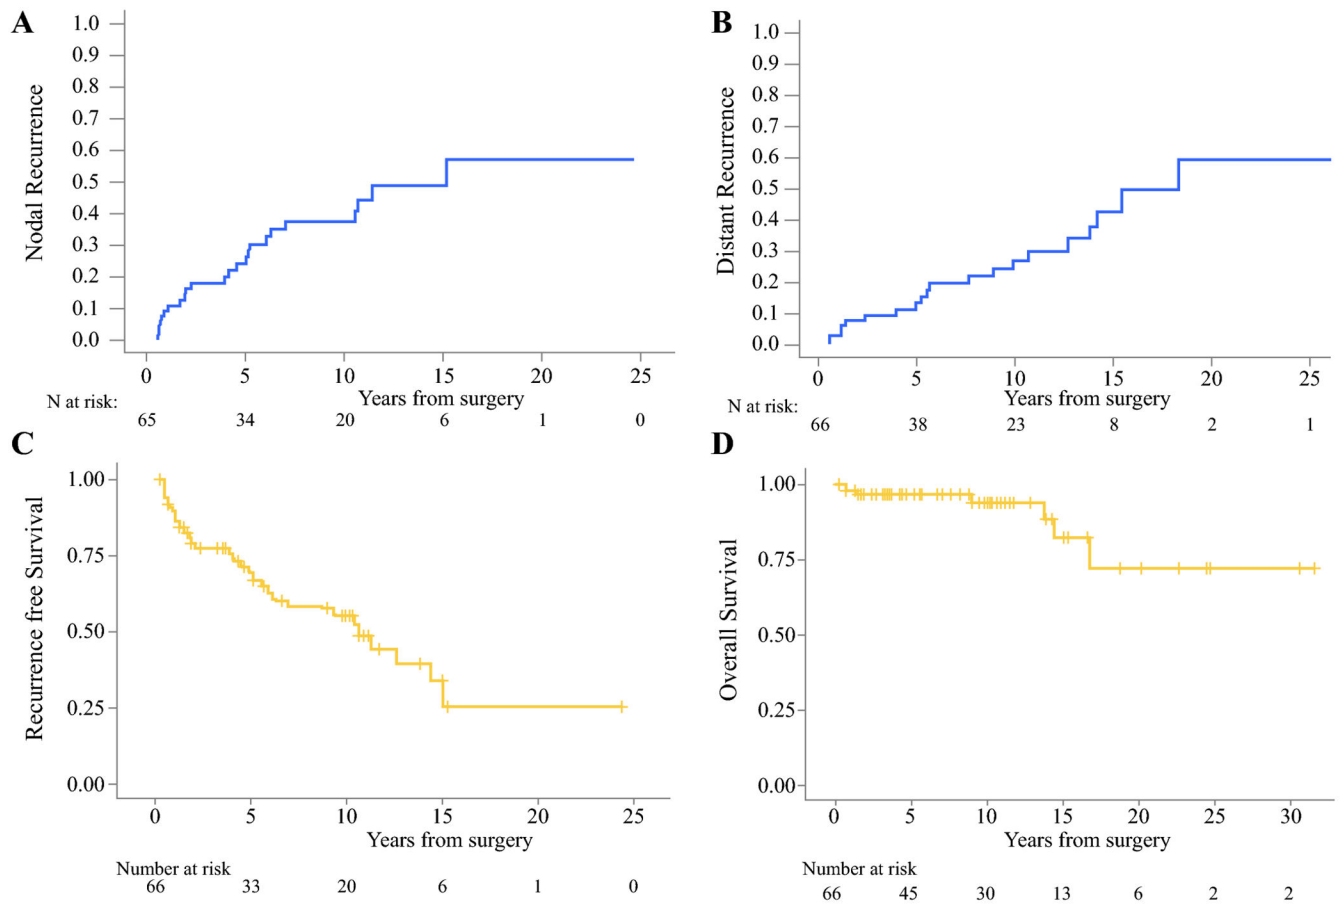 A
1.0
0.9
0.8
0.7
0.6
0.5
0.4
0.3
0.2
0.1
0.0
Nodal Recurrence
0 5 10 15 20 25
Years from surgery
N at risk:
65 34 20 6 1 0
B
1.0
0.9
0.8
0.7
0.6
0.5
0.4
0.3
0.2
0.1
0.0
Distant Recurrence
0 5 10 15 20 25
Years from surgery
N at risk:
66 38 23 8 2 1
C
1.00
0.75
0.50
0.25
0.00
Recurrence free Survival
0 5 10 15 20 25
Years from surgery
Number at risk
66 33 20 6 1 0
D
1.00
0.75
0.50
0.25
0.00
Overall Survival
0 5 10 15 20 25 30
Years from surgery
Number at risk
66 45 30 13 6 2 2